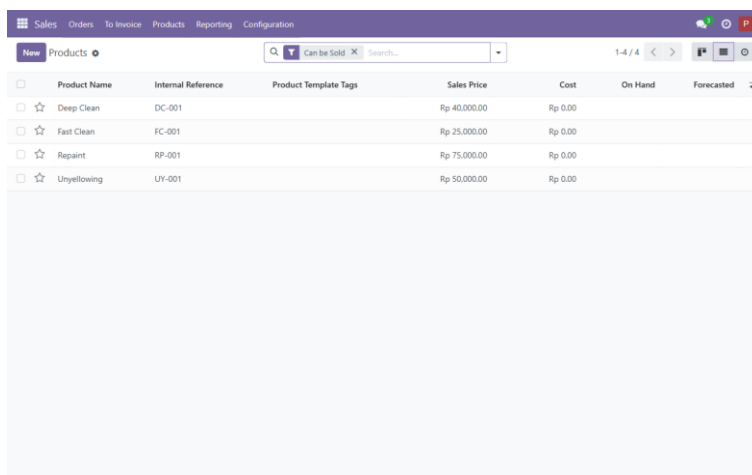 Sales Orders To Invoice Products Reporting Configuration 3 P
New Products Can be Sold Search... 1-4 / 4
Product Name Internal Reference Product Template Tags Sales Price Cost On Hand Forecasted
Deep Clean DC-001 Rp 40,000.00 Rp 0.00
Fast Clean FC-001 Rp 25,000.00 Rp 0.00
Repaint RP-001 Rp 75,000.00 Rp 0.00
Unyellowing UY-001 Rp 50,000.00 Rp 0.00